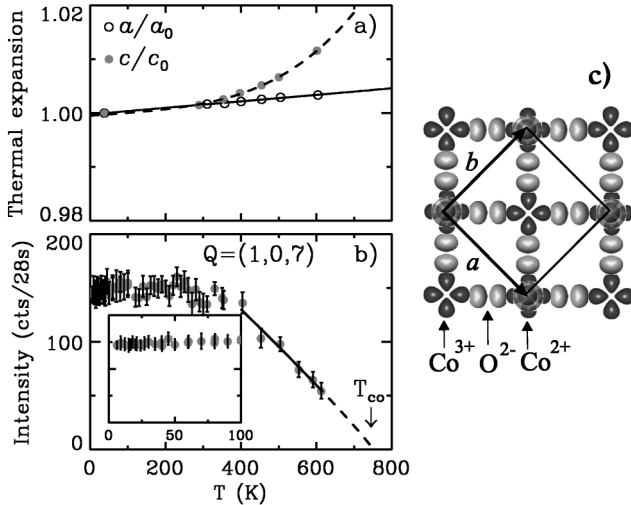 1.02
1.00
0.98
Thermal expansion
a/a₀
c/c₀
a)
200
100
0
Intensity (cts/28s)
Q=(1,0,7)
b)
0
50
100
T_co
0
200
400
600
800
T (K)
c)
b
a
Co³⁺
O²⁻
Co²⁺